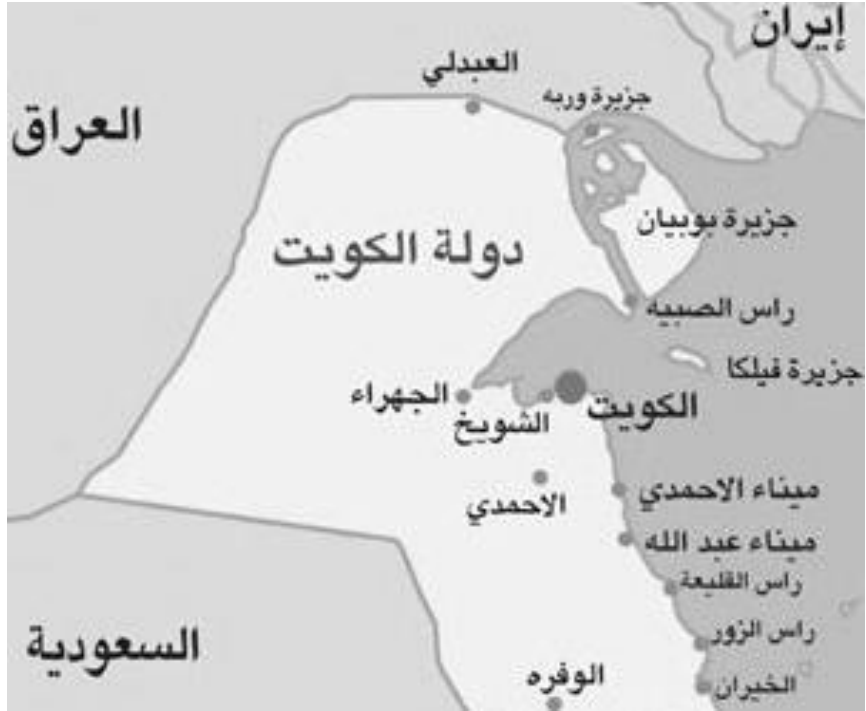 إيران
العبدلي
جزيرة وربه
العراق
جزيرة بوبيان
دولة الكويت
راس الصبيه
جزيرة فيلكا
الجهراء
الكويت
الشويخ
ميناء الاحمدي
الاحمدي
ميناء عبد الله
راس القليعة
راس الزور
السعودية
الوفره
الخيران